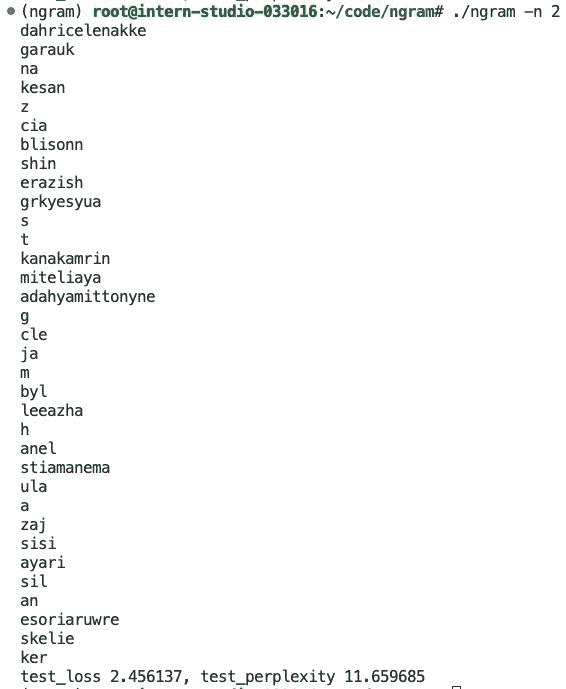 (ngram) root@intern-studio-033016:~/code/ngram# ./ngram -n 2
dahricelenakke
garauk
na
kesan
z
cia
blisonn
shin
erazish
grkyesyua
s
t
kanakamrin
miteliaya
adahyamittonyne
g
cle
ja
m
byl
leeazha
h
anel
stiamanema
ula
a
zaj
sisi
ayari
sil
an
esoriaruwre
skelie
ker
test_loss 2.456137, test_perplexity 11.659685